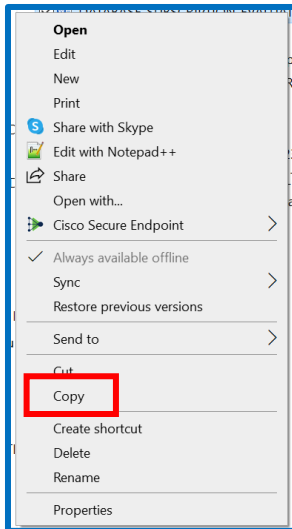 Open
Edit
New
Print
Share with Skype
Edit with Notepad++
Share
Open with...
Cisco Secure Endpoint
Always available offline
Sync
Restore previous versions
Send to
Cut
Copy
Create shortcut
Delete
Rename
Properties